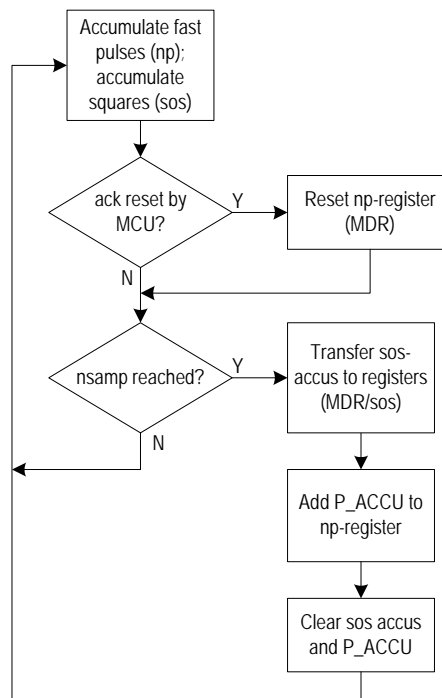 Accumulate fast
pulses (np);
accumulate
squares (sos)
ack reset by
MCU?
Y
Reset np-register
(MDR)
N
nsamp reached?
Y
Transfer sos-
accus to registers
(MDR/sos)
N
Add P_ACCU to
np-register
Clear sos accus
and P_ACCU